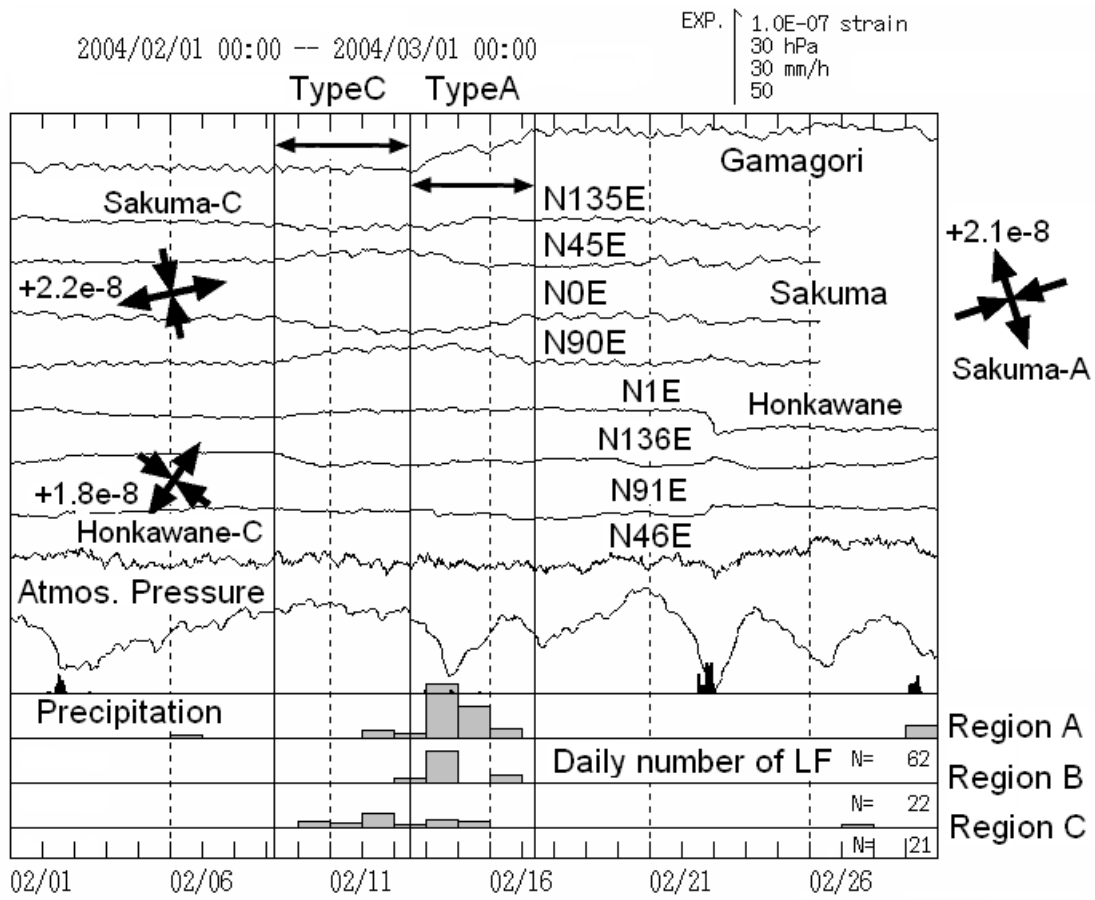 EXP. 1.0E-07 strain
30 hPa
30 mm/h
50
2004/02/01 00:00 -- 2004/03/01 00:00
TypeC TypeA
Gamagori
Sakuma-C
N135E
+2.1e-8
N45E
+2.2e-8
N0E
Sakuma
N90E
Sakuma-A
N1E
Honkawane
N136E
+1.8e-8
N91E
Honkawane-C
N46E
Atmos. Pressure
Precipitation
Region A
Daily number of LF N= 62
Region B
N= 22
Region C
N= 21
02/01 02/06 02/11 02/16 02/21 02/26